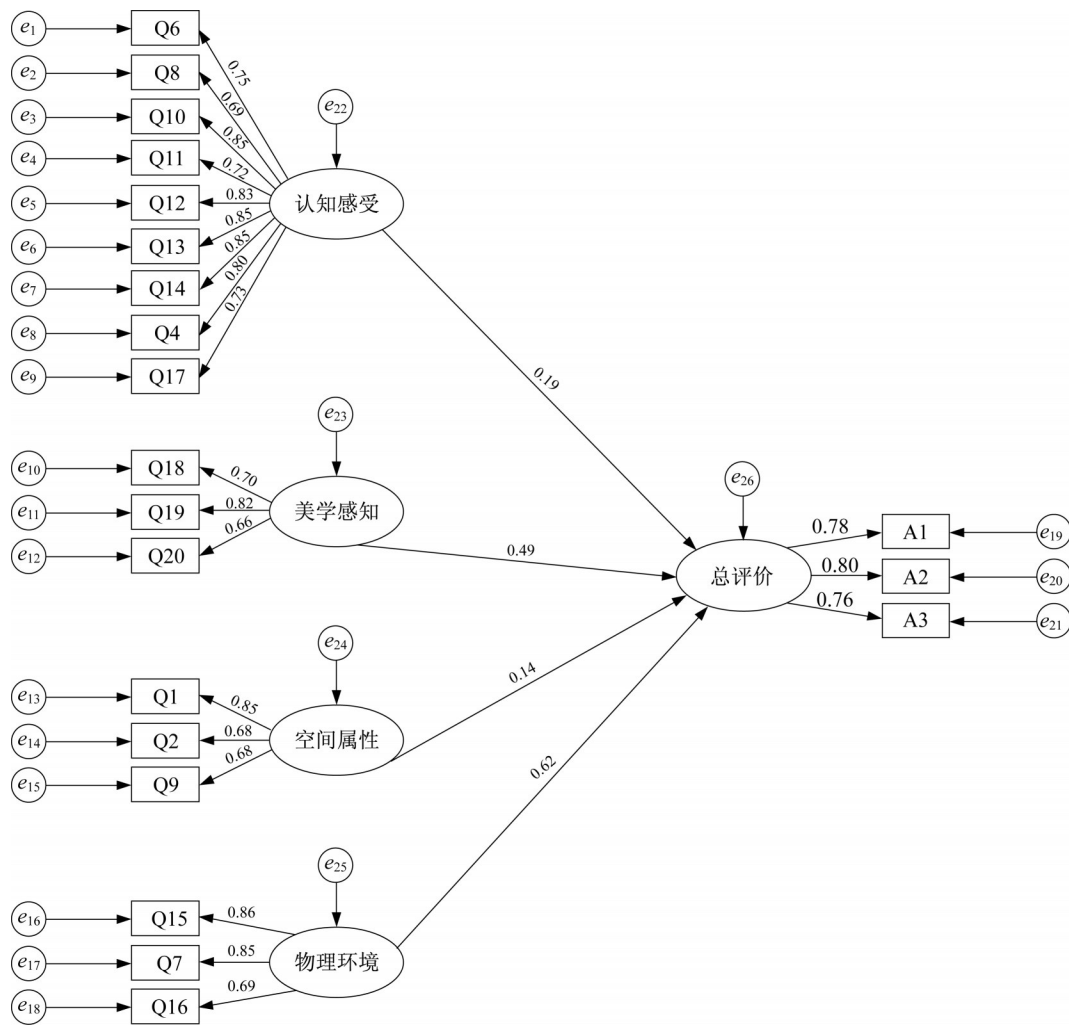 e1 Q6
0.75
e2 Q8
0.69
e3 Q10
0.85
e22
e4 Q11
0.72
e5 Q12
0.83
认知感受
e6 Q13
0.85
e7 Q14
0.85
e8 Q4
0.80
e9 Q17
0.73
0.19
e23
e10 Q18
0.70
e11 Q19
0.82
美学感知
e12 Q20
0.66
0.49
e26
总评价
0.78
A1 e19
0.80
A2 e20
0.76
A3 e21
e24
e13 Q1
0.85
e14 Q2
0.68
空间属性
e15 Q9
0.68
0.14
0.62
e25
e16 Q15
0.86
e17 Q7
0.85
物理环境
e18 Q16
0.69